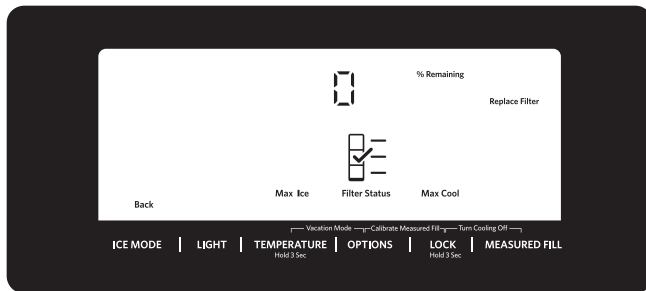 0
% Remaining
Replace Filter
Max Ice Filter Status Max Cool
Back
Vacation Mode Calibrate Measured Fill Turn Cooling Off
ICE MODE | LIGHT | TEMPERATURE | OPTIONS | LOCK | MEASURED FILL
Hold 3 Sec Hold 3 Sec